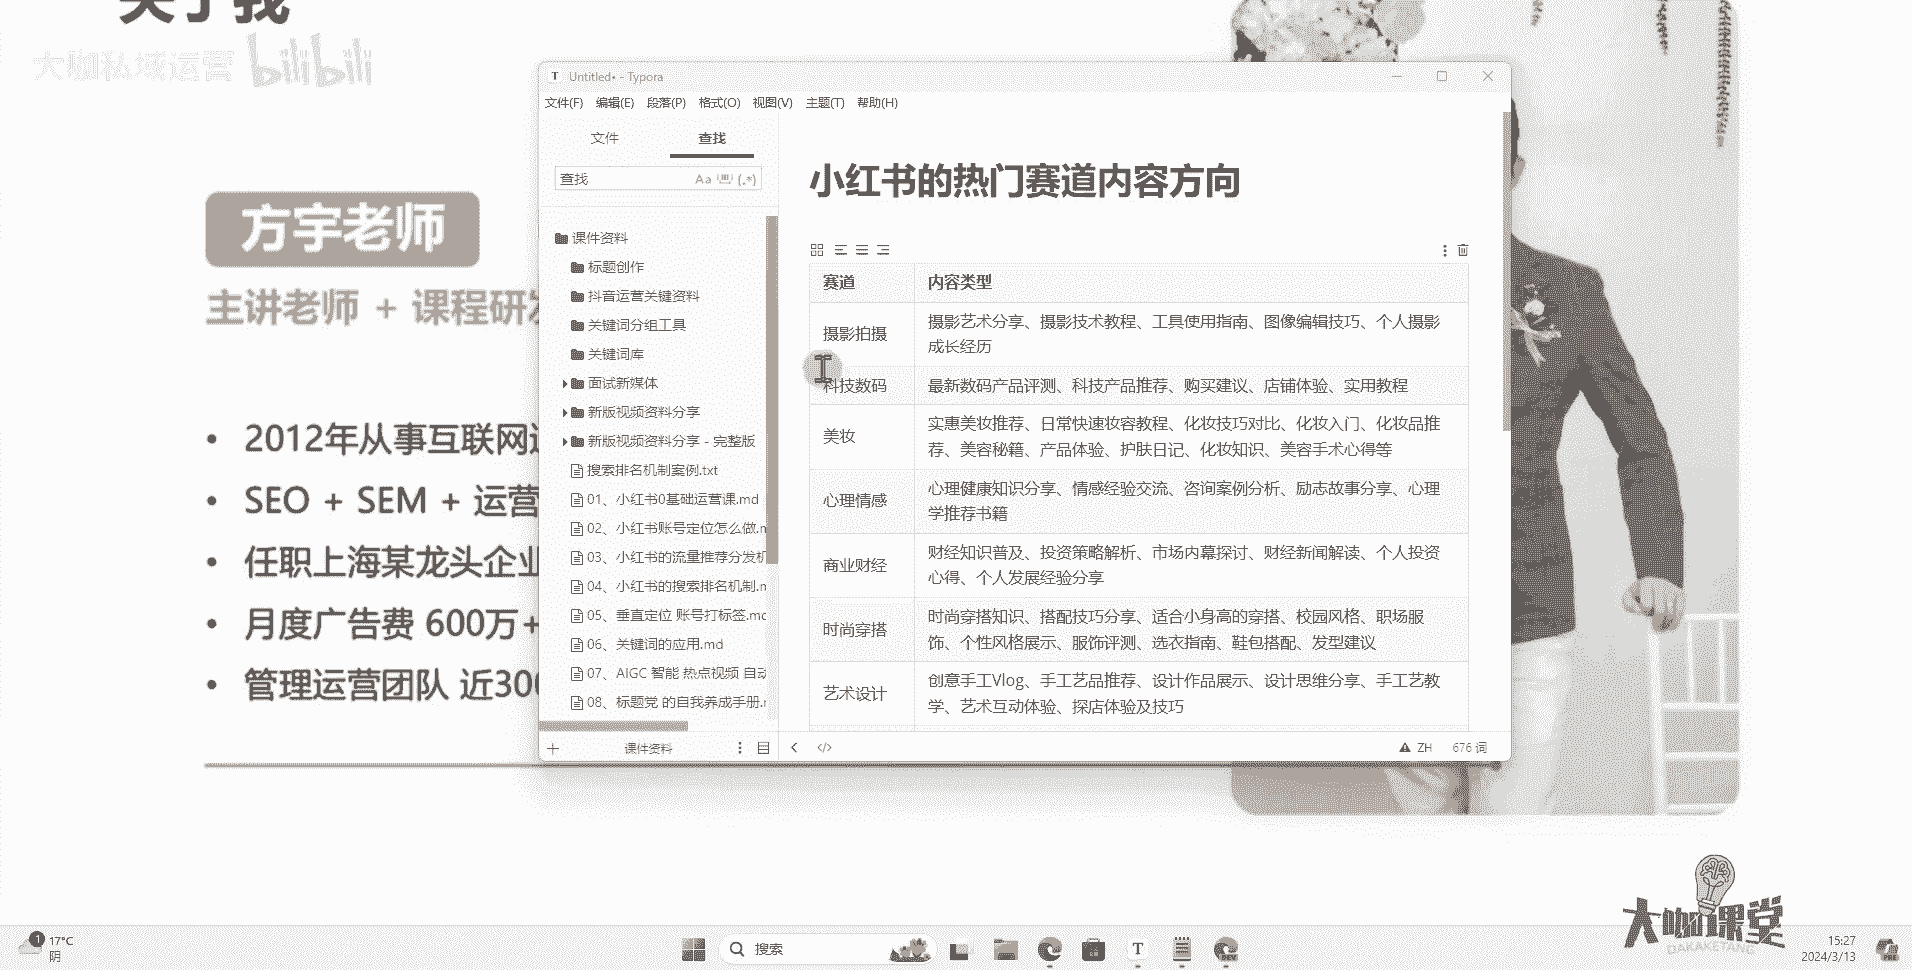 关于我
大咖私域运营 bilibili
方宇老师
主讲老师 + 课程研发
2012年从事互联网
SEO + SEM + 运营
任职上海某龙头企业
月度广告费 600万+
管理运营团队 近300
Untitled• - Typora
文件(F) 编辑(E) 段落(P) 格式(O) 视图(V) 主题(T) 帮助(H)
文件 查找
查找 Aa (.*)
课件资料
标题创作
抖音运营关键资料
关键词分组工具
关键词库
面试新媒体
新版视频资料分享
新版视频资料分享 - 完整版
搜索排名机制案例.txt
01、小红书0基础运营课.md
02、小红书账号定位怎么做.m
03、小红书的流量推荐分发机
04、小红书的搜索排名机制.m
05、垂直定位 账号打标签.md
06、关键词的应用.md
07、AIGC 智能 热点视频 自动
08、标题党 的自我养成手册.m
课件资料
小红书的热门赛道内容方向
赛道 内容类型
摄影拍摄 摄影艺术分享、摄影技术教程、工具使用指南、图像编辑技巧、个人摄影
成长经历
科技数码 最新数码产品评测、科技产品推荐、购买建议、店铺体验、实用教程
美妆 实惠美妆推荐、日常快速妆容教程、化妆技巧对比、化妆入门、化妆品推
荐、美容秘籍、产品体验、护肤日记、化妆知识、美容手术心得等
心理情感 心理健康知识分享、情感经验交流、咨询案例分析、励志故事分享、心理
学推荐书籍
商业财经 财经知识普及、投资策略解析、市场内幕探讨、财经新闻解读、个人投资
心得、个人发展经验分享
时尚穿搭 时尚穿搭知识、搭配技巧分享、适合小身高的穿搭、校园风格、职场服
饰、个性风格展示、服饰评测、选衣指南、鞋包搭配、发型建议
艺术设计 创意手工Vlog、手工艺品推荐、设计作品展示、设计思维分享、手工艺教
学、艺术互动体验、探店体验及技巧
</> ZH 676 词
大咖课堂
DAKAKETANG
1 17°C
阴
搜索
T
DEV
15:27
2024/3/13
PRE